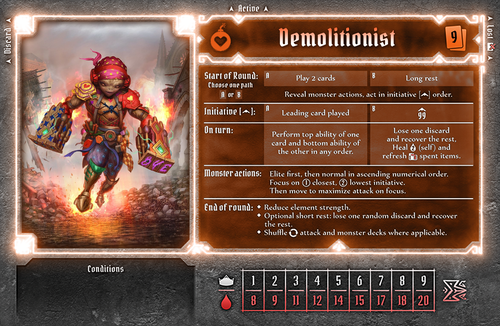 Active
Discard
Lost
Demolitionist
9
Start of Round:
Choose one path
A or B
A Play 2 cards
B Long rest
Reveal monster actions, act in initiative [ ] order.
Initiative [ ]:
A Leading card played
B 99
On turn:
A Perform top ability of one
card and bottom ability of
the other in any order.
B Lose one discard
and recover the rest,
Heal 2 (self) and
refresh spent items.
Monster actions:
Elite first, then normal in ascending numerical order.
Focus on 1 closest, 2 lowest initiative.
Then move to maximize attack on focus.
End of round:
• Reduce element strength.
• Optional short rest: lose one random discard and recover
the rest.
• Shuffle attack and monster decks where applicable.
Conditions
1 2 3 4 5 6 7 8 9
8 9 11 12 14 15 17 18 20